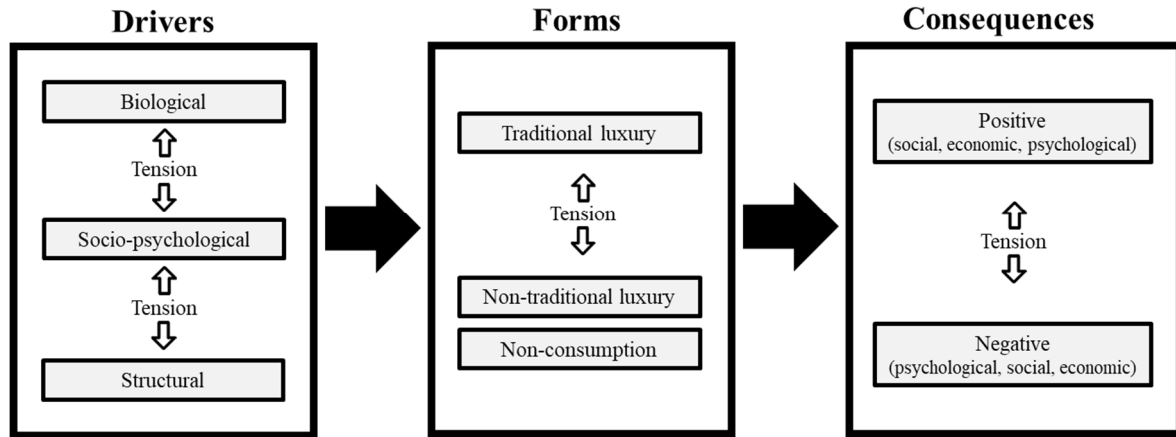 Drivers
Biological
Tension
Socio-psychological
Tension
Structural
Forms
Traditional luxury
Tension
Non-traditional luxury
Non-consumption
Consequences
Positive
(social, economic, psychological)
Tension
Negative
(psychological, social, economic)